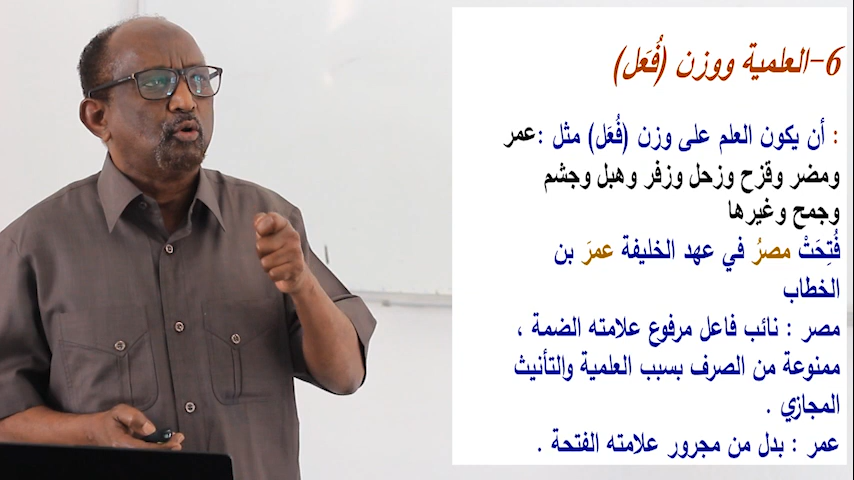 6-العلمية ووزن (فُعَل)
: أن يكون العلم على وزن (فُعَل) مثل :عمر
ومضر وقزح وزحل وزفر وهبل وجشم
وجمح وغيرها
فُتِحَتْ مصرُ في عهد الخليفة عمرَ بن
الخطاب
مصر : نائب فاعل مرفوع علامته الضمة ،
ممنوعة من الصرف بسبب العلمية والتأنيث
المجازي .
عمر : بدل من مجرور علامته الفتحة .